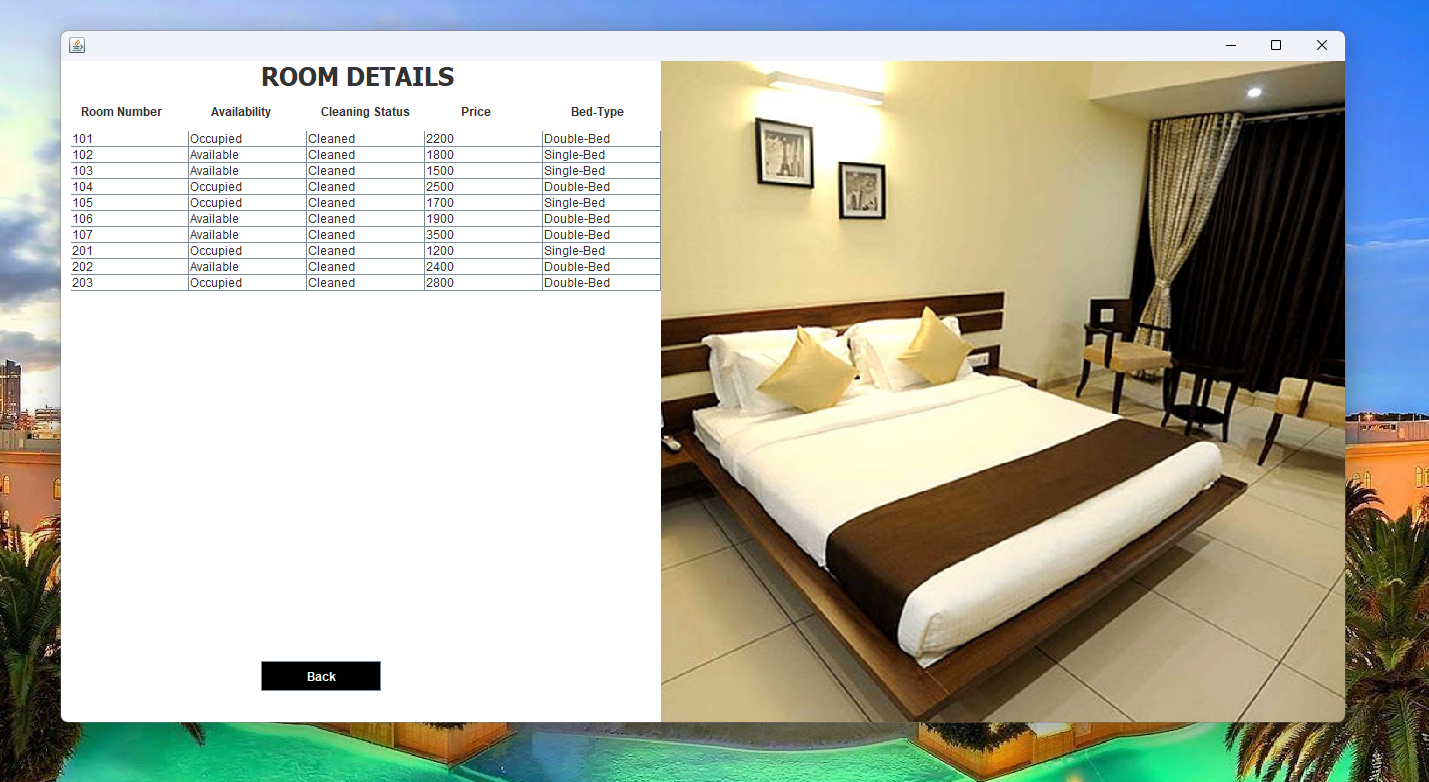 ROOM DETAILS
Room Number Availability Cleaning Status Price Bed-Type
101 Occupied Cleaned 2200 Double-Bed
102 Available Cleaned 1800 Single-Bed
103 Available Cleaned 1500 Single-Bed
104 Occupied Cleaned 2500 Double-Bed
105 Occupied Cleaned 1700 Single-Bed
106 Available Cleaned 1900 Double-Bed
107 Available Cleaned 3500 Double-Bed
201 Occupied Cleaned 1200 Single-Bed
202 Available Cleaned 2400 Double-Bed
203 Occupied Cleaned 2800 Double-Bed
Back